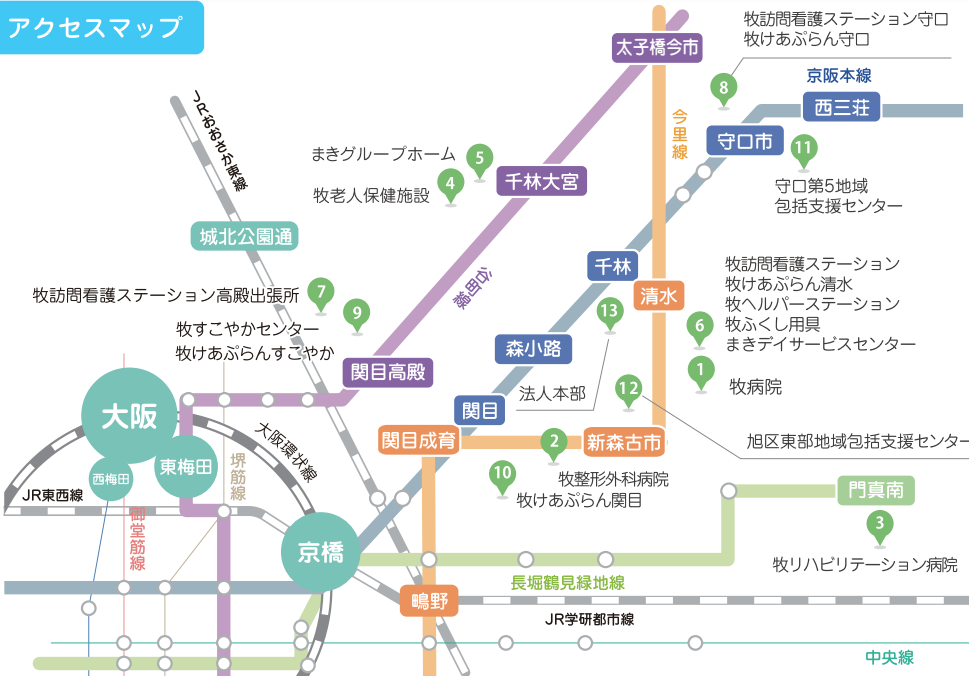 アクセスマップ
牧訪問看護ステーション守口
牧けあぷらん守口
太子橋今市
京阪本線
8
西三荘
JRおおさか東線
今里線
守口市
11
まきグループホーム
5
千林大宮
4
牧老人保健施設
守口第5地域
包括支援センター
城北公園通
千林
牧訪問看護ステーション
牧けあぷらん清水
牧ヘルパーステーション
牧ふくし用具
まきデイサービスセンター
谷町線
清水
牧訪問看護ステーション高殿出張所
7
9
13
6
牧すこやかセンター
牧けあぷらんすこやか
森小路
関目高殿
1
牧病院
法人本部
12
大阪
関目
大阪環状線
関目成育
2
新森古市
旭区東部地域包括支援センター
西梅田
東梅田
堺筋線
10
牧整形外科病院
牧けあぷらん関目
JR東西線
門真南
御堂筋線
3
京橋
牧リハビリテーション病院
長堀鶴見緑地線
鴫野
JR学研都市線
中央線